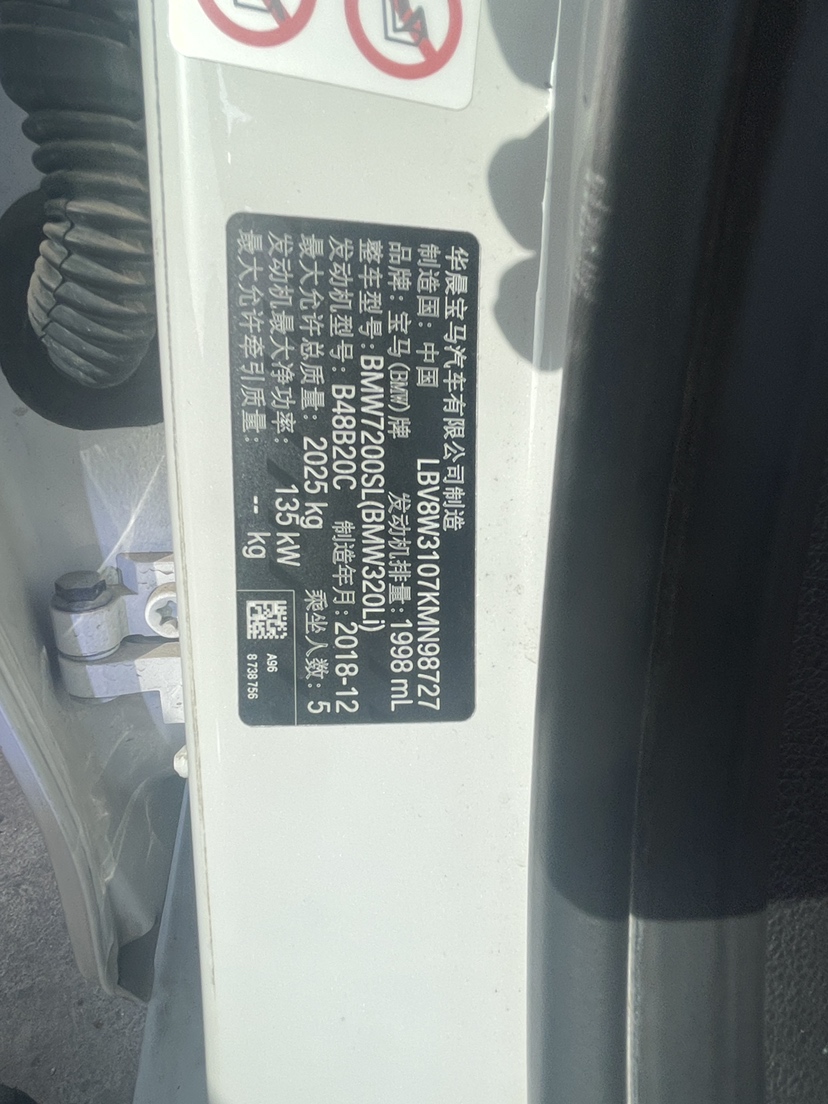 华晨宝马汽车有限公司制造
制造国：中国 LBV8W3107KMN98727
品牌：宝马(BMW)牌 发动机排量：1998 mL
整车型号：BMW7200SL(BMW320Li)
发动机型号：B48B20C 制造年月：2018-12
最大允许总质量：2025 kg 乘坐人数：5
发动机最大净功率：135 kW
最大允许牵引质量：-- kg
A96
8 738 756